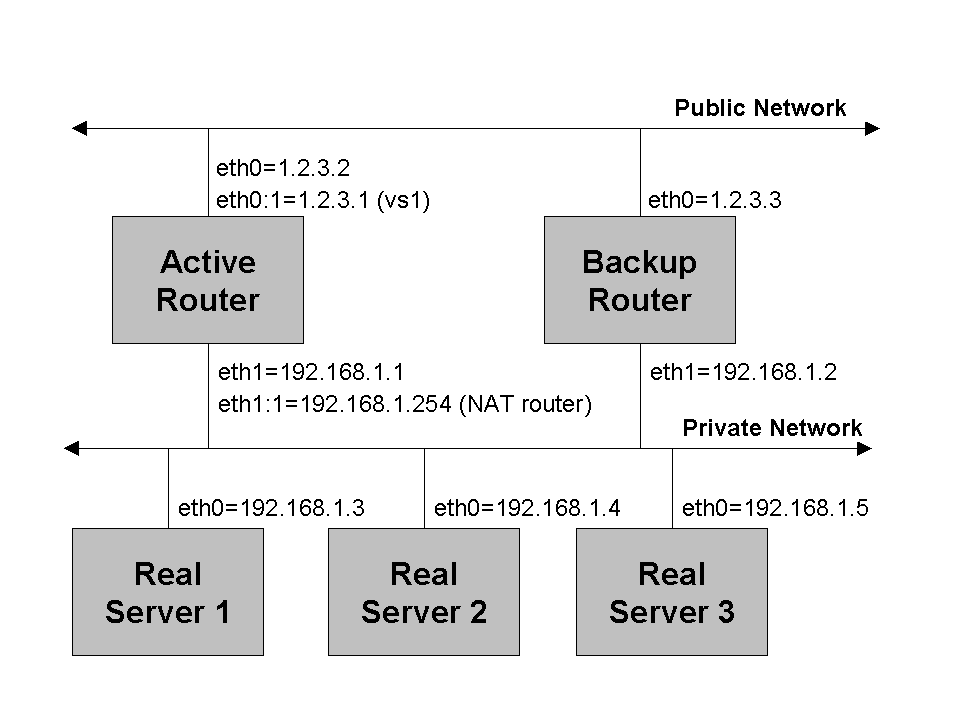 Public Network
eth0=1.2.3.2
eth0:1=1.2.3.1 (vs1)
eth0=1.2.3.3
Active
Router
Backup
Router
eth1=192.168.1.1
eth1:1=192.168.1.254 (NAT router)
eth1=192.168.1.2
Private Network
eth0=192.168.1.3
eth0=192.168.1.4
eth0=192.168.1.5
Real
Server 1
Real
Server 2
Real
Server 3